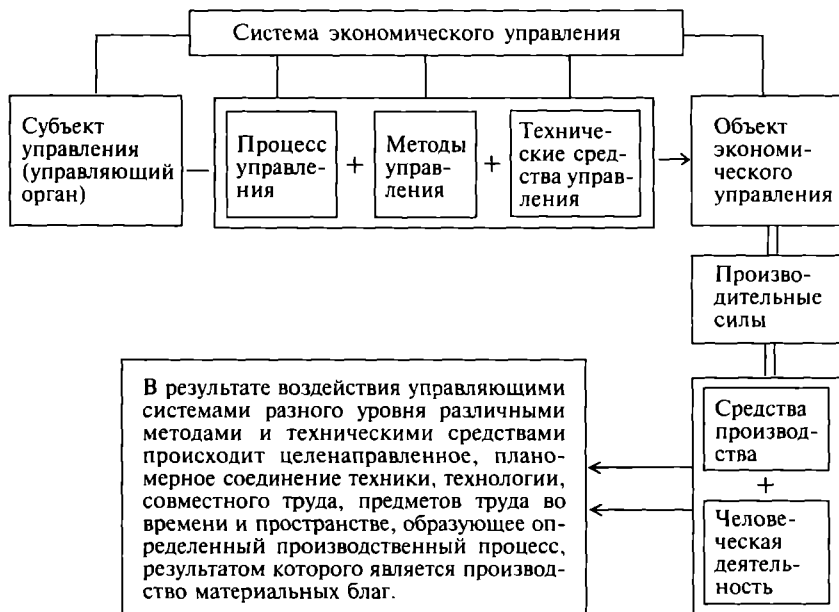 Система экономического управления
Субъект
управления
(управляющий
орган)
Процесс
управле-
ния
+
Методы
управ-
ления
+
Техничес-
кие сред-
ства управ-
ления
Объект
экономи-
ческого
управления
Произво-
дительные
силы
Средства
производ-
ства
+
Челове-
ческая
деятель-
ность
В результате воздействия управляющими
системами разного уровня различными
методами и техническими средствами
происходит целенаправленное, плано-
мерное соединение техники, технологии,
совместного труда, предметов труда во
времени и пространстве, образующее оп-
ределенный производственный процесс,
результатом которого является производ-
ство материальных благ.